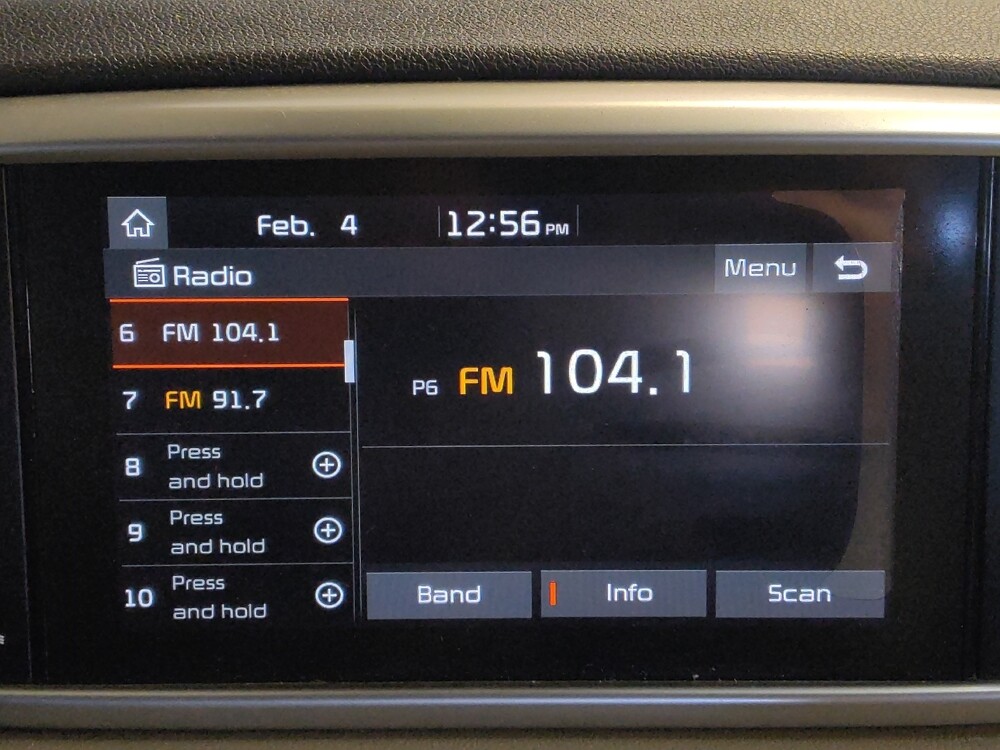 Feb. 4 12:56 PM
Radio Menu
6 FM 104.1
7 FM 91.7
8 Press and hold
9 Press and hold
10 Press and hold
P6 FM 104.1
Band Info Scan